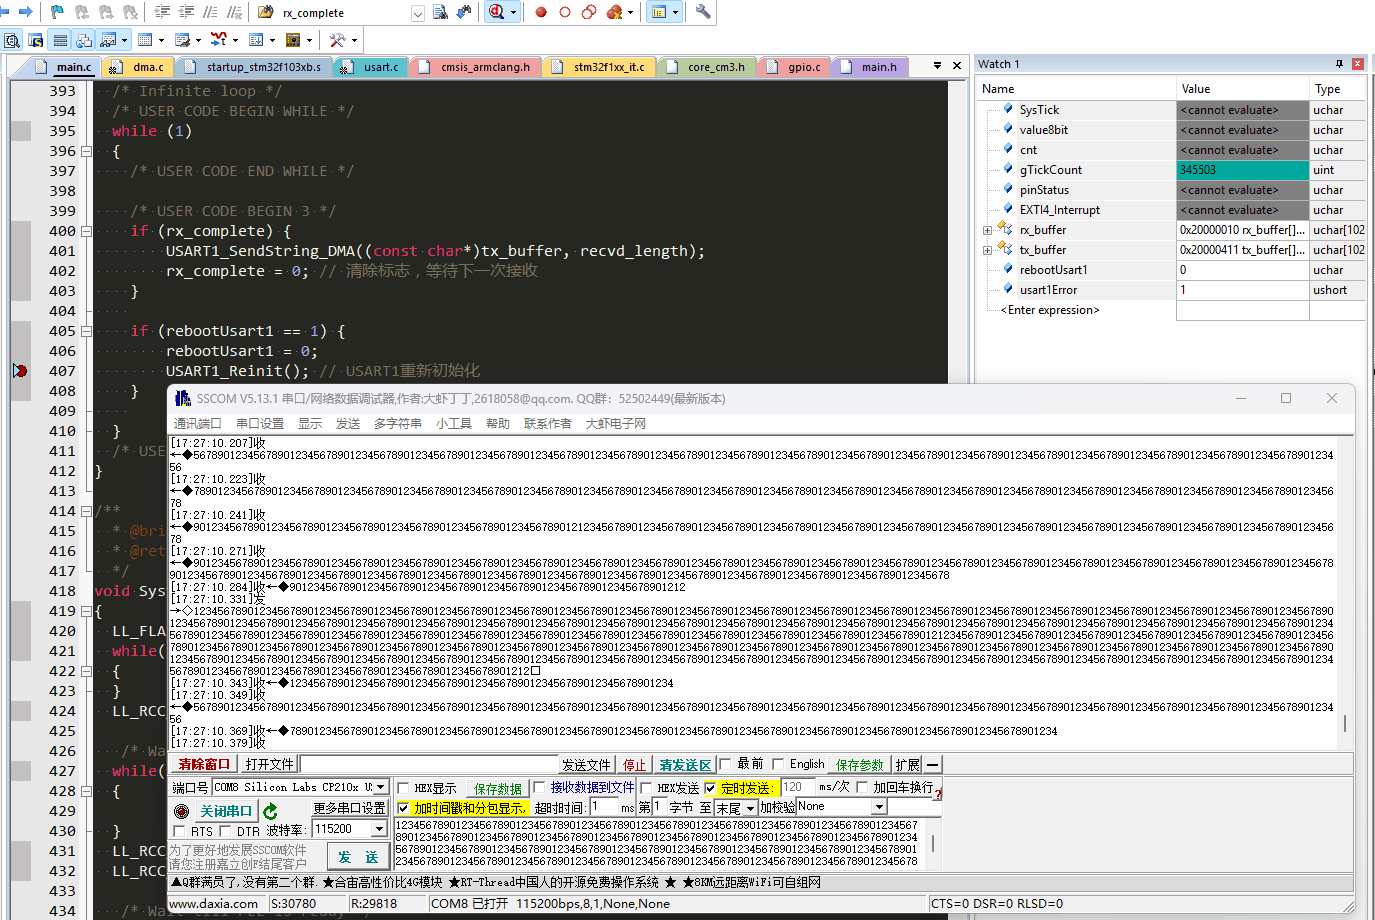 rx_complete
main.c dma.c startup_stm32f103xb.s usart.c cmsis_armclang.h stm32f1xx_it.c core_cm3.h gpio.c main.h
393 /* Infinite loop */
394 /* USER CODE BEGIN WHILE */
395 while (1)
396 {
397 /* USER CODE END WHILE */
398
399 /* USER CODE BEGIN 3 */
400 if (rx_complete) {
401 USART1_SendString_DMA((const char*)tx_buffer, recvd_length);
402 rx_complete = 0; // 清除标志，等待下一次接收
403 }
404
405 if (rebootUsart1 == 1) {
406 rebootUsart1 = 0;
407 USART1_Reinit(); // USART1重新初始化
408 }
409
410 }
411 /* USE
412 }
413
414 /**
415 * @bri
416 * @ret
417 */
418 void Sys
419 {
420 LL_FLA
421 while(
422 {
423 }
424 LL_RCC_
425
426 /* Wa
427 while(
428 {
429
430 }
431 LL_RCC_
432 LL_RCC_
433
434 /* Wait till PLL is ready */
Watch 1
Name Value Type
SysTick <cannot evaluate> uchar
value8bit <cannot evaluate> uchar
cnt <cannot evaluate> uchar
gTickCount 345503 uint
pinStatus <cannot evaluate> uchar
EXTI4_Interrupt <cannot evaluate> uchar
rx_buffer 0x20000010 rx_buffer[]... uchar[102
tx_buffer 0x20000411 tx_buffer[]... uchar[102
rebootUsart1 0 uchar
usart1Error 1 ushort
<Enter expression>
SSCOM V5.13.1 串口/网络数据调试器,作者:大虾丁丁,2618058@qq.com. QQ群： 52502449(最新版本)
通讯端口 串口设置 显示 发送 多字符串 小工具 帮助 联系作者 大虾电子网
[17:27:10.207]收
56
[17:27:10.223]收
78
[17:27:10.241]收
78
[17:27:10.271]收
[17:27:10.284]收←◆901234567890123456789012345678901212
[17:27:10.331]发
[17:27:10.343]收←◆
[17:27:10.349]收
56
[17:27:10.369]收←◆
[17:27:10.379]收
清除窗口 打开文件 发送文件 停止 清发送区 最前 English 保存参数 扩展 —
端口号 COM8 Silicon Labs CP210x U HEX显示 保存数据 接收数据到文件 HEX发送 定时发送: 120 ms/次 加回车换行
关闭串口 更多串口设置 加时间戳和分包显示, 超时时间: 1 ms 第 1 字节 至 末尾 加校验 None
RTS DTR 波特率: 115200
为了更好地发展SSCOM软件
请您注册嘉立创F结尾客户
发 送
▲Q群满员了,没有第二个群. ★合宙高性价比4G模块 ★RT-Thread中国人的开源免费操作系统 ★ ★8KM远距离WiFi可自组网
www.daxia.com S:30780 R:29818 COM8 已打开 115200bps,8,1,None,None CTS=0 DSR=0 RLSD=0